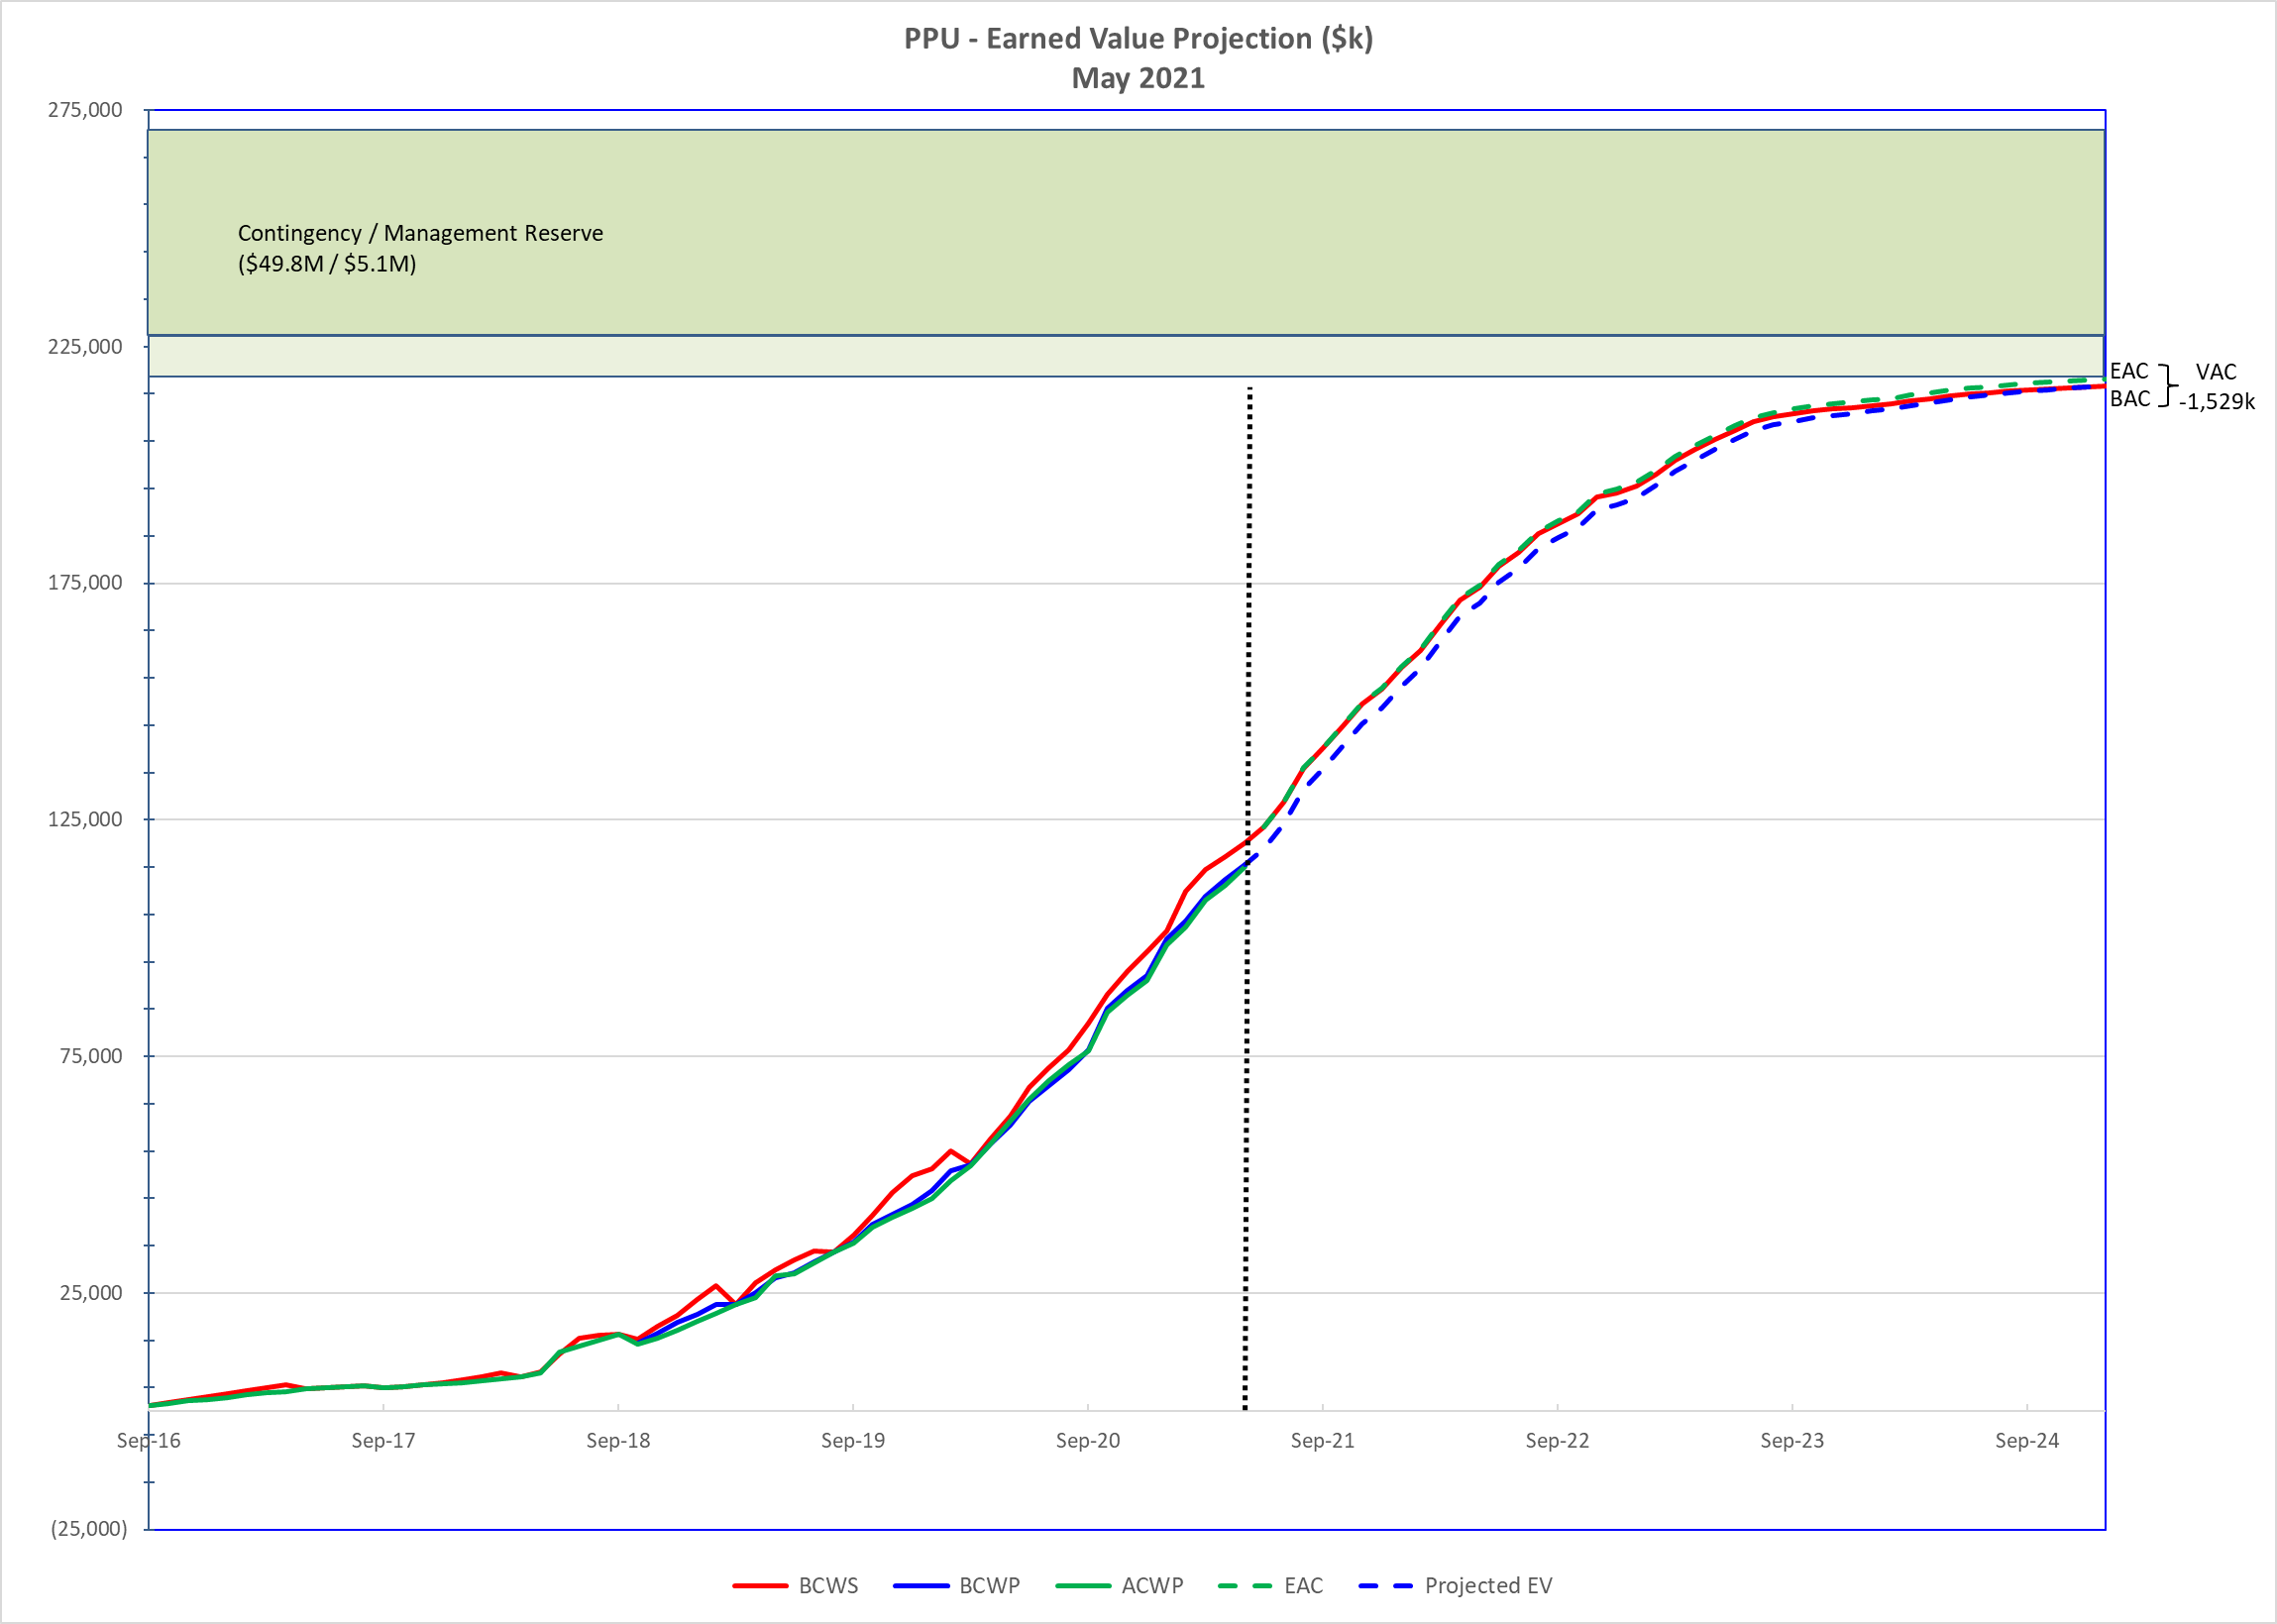 PPU - Earned Value Projection ($k)
May 2021
275,000
Contingency / Management Reserve
($49.8M / $5.1M)
225,000
EAC
VAC
BAC
-1,529k
175,000
125,000
75,000
25,000
Sep-16
Sep-17
Sep-18
Sep-19
Sep-20
Sep-21
Sep-22
Sep-23
Sep-24
(25,000)
BCWS
BCWP
ACWP
EAC
Projected EV